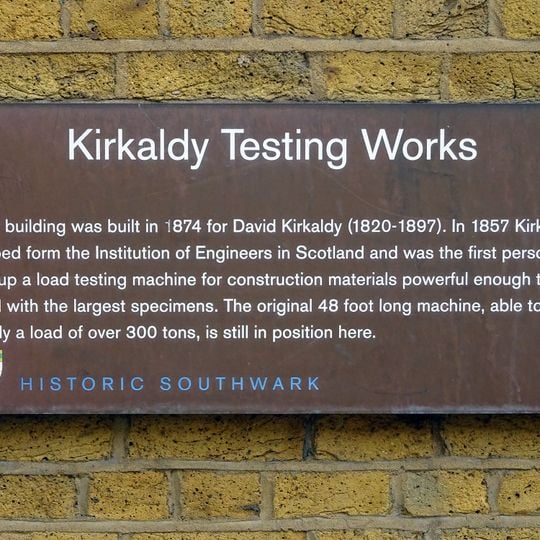 Kirkaldy Testing Works
building was built in 1874 for David Kirkaldy (1820-1897). In 1857 Kirk
ped form the Institution of Engineers in Scotland and was the first perso
up a load testing machine for construction materials powerful enough t
with the largest specimens. The original 48 foot long machine, able to
ly a load of over 300 tons, is still in position here.
HISTORIC SOUTHWARK